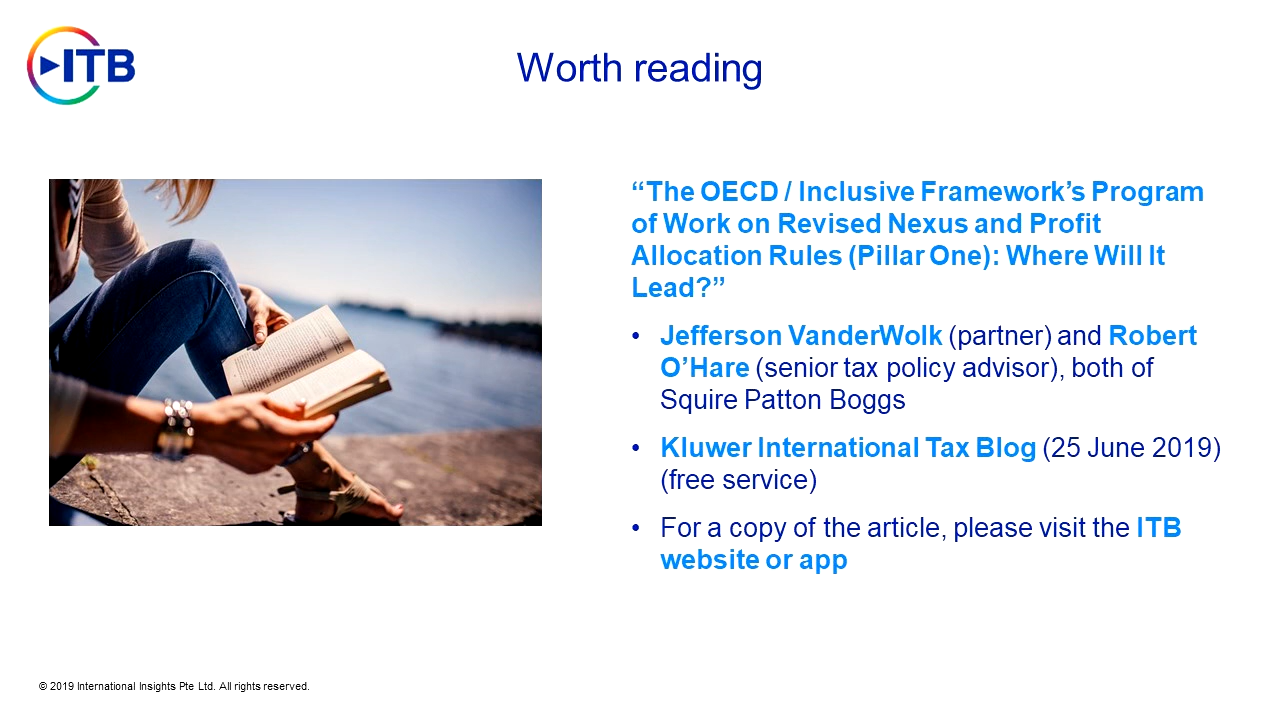 ITB
Worth reading
“The OECD / Inclusive Framework’s Program
of Work on Revised Nexus and Profit
Allocation Rules (Pillar One): Where Will It
Lead?”
• Jefferson VanderWolk (partner) and Robert
O’Hare (senior tax policy advisor), both of
Squire Patton Boggs
• Kluwer International Tax Blog (25 June 2019)
(free service)
• For a copy of the article, please visit the ITB
website or app
© 2019 International Insights Pte Ltd. All rights reserved.